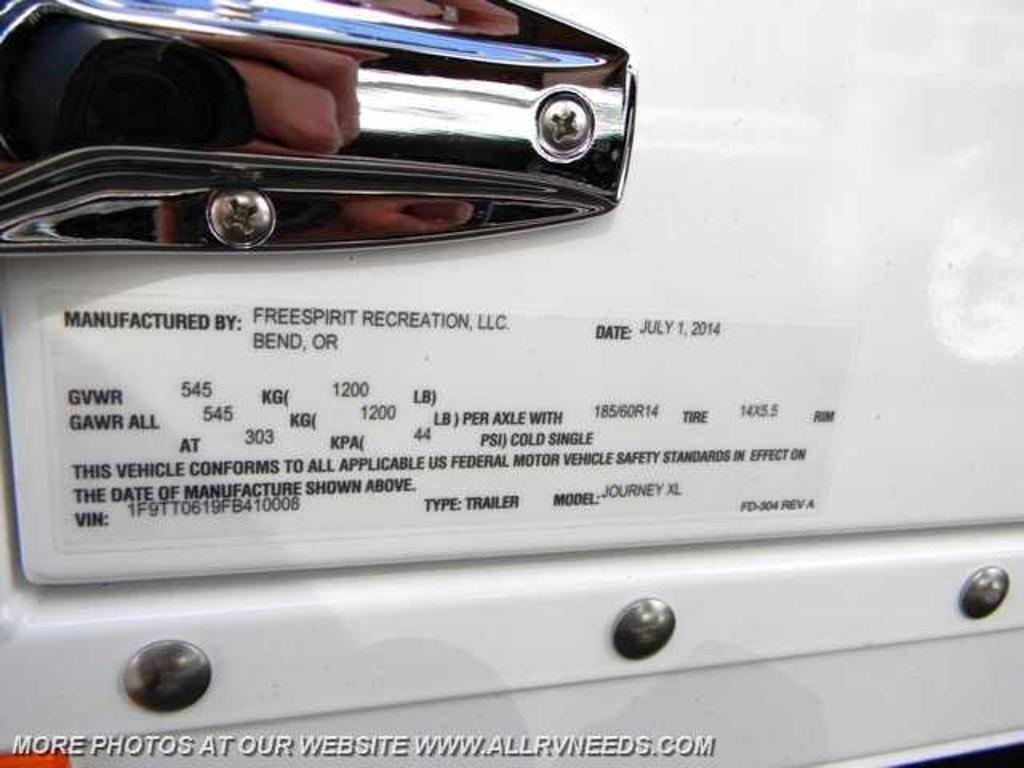 MANUFACTURED BY: FREESPIRIT RECREATION, LLC. DATE: JULY 1, 2014
BEND, OR
GVWR 545 KG( 1200 LB)
GAWR ALL 545 KG( 1200 LB ) PER AXLE WITH 185/60R14 TIRE 14X5.5 RIM
AT 303 KPA( 44 PSI) COLD SINGLE
THIS VEHICLE CONFORMS TO ALL APPLICABLE US FEDERAL MOTOR VEHICLE SAFETY STANDARDS IN EFFECT ON
THE DATE OF MANUFACTURE SHOWN ABOVE.
VIN: 1F9TT0619FB410008 TYPE: TRAILER MODEL: JOURNEY XL FD-304 REV A
MORE PHOTOS AT OUR WEBSITE WWW.ALLRVNEEDS.COM